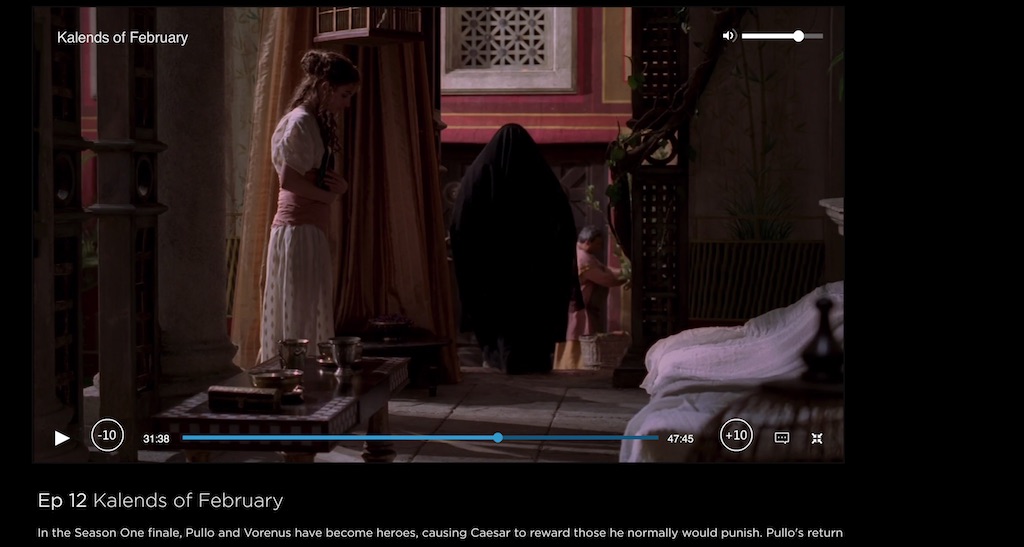 Kalends of February
-10
31:38
47:45
+10
Ep 12 Kalends of February
In the Season One finale, Pullo and Vorenus have become heroes, causing Caesar to reward those he normally would punish. Pullo's return